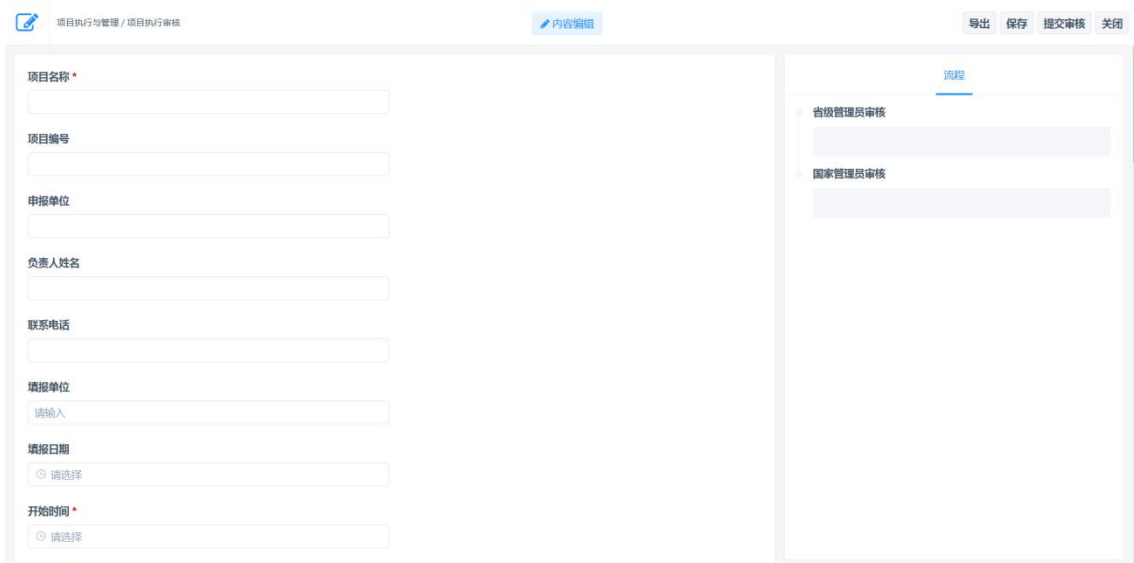 项目执行与管理 / 项目执行审核
内容编辑
导出 保存 提交审核 关闭
项目名称 *
项目编号
申报单位
负责人姓名
联系电话
填报单位
请输入
填报日期
请选择
开始时间 *
请选择
流程
省级管理员审核
国家管理员审核